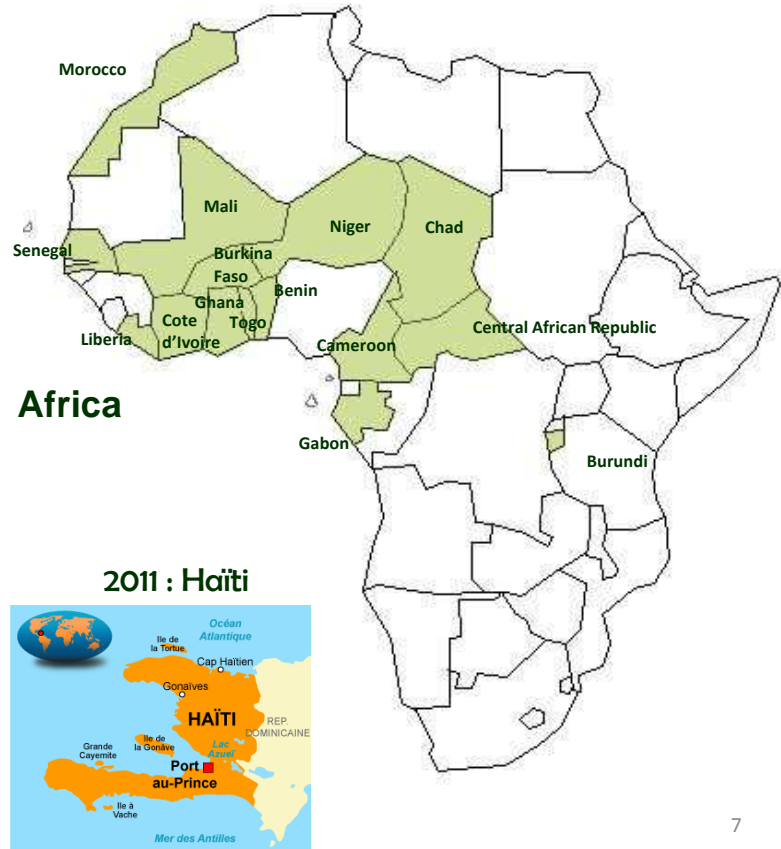 Morocco
Mali
Niger
Chad
Senegal
Burkina
Faso
Benin
Ghana
Togo
Liberia
Cote
d'Ivoire
Cameroon
Central African Republic
Africa
Gabon
Burundi
2011 : Haïti
Océan
Atlantique
Ile de
la Tortue
Cap Haïtien
Gonaïves
HAÏTI
REP.
DOMINICAINE
Ile de
la Gonâve
Grande
Cayemite
Lac
Azueï
Port
au-Prince
Ile à
Vache
Mer des Antilles
7